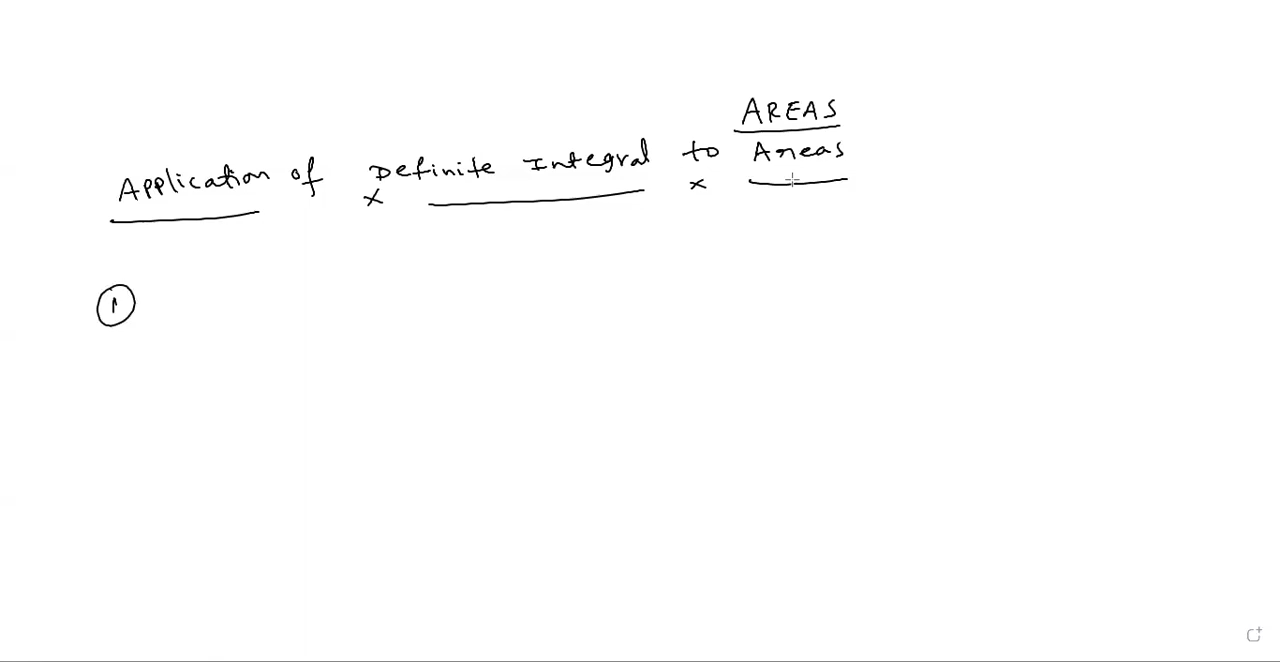 AREAS
Application of Definite Integral to Areas
x x
1